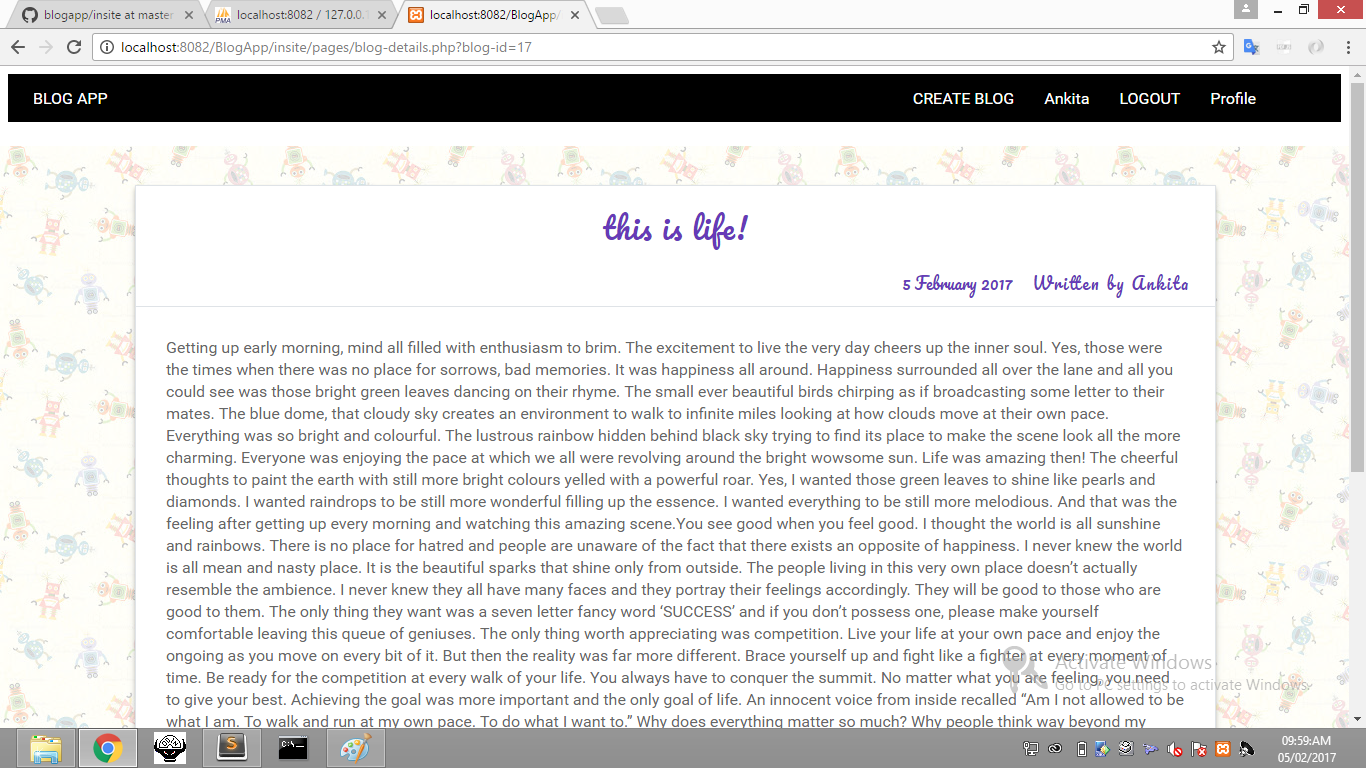 blogapp/insite at master
localhost:8082 / 127.0.0.1
localhost:8082/BlogApp/
localhost:8082/BlogApp/insite/pages/blog-details.php?blog-id=17
BLOG APP
CREATE BLOG
Ankita
LOGOUT
Profile
this is life!
5 February 2017 Written by Ankita
Getting up early morning, mind all filled with enthusiasm to brim. The excitement to live the very day cheers up the inner soul. Yes, those were
the times when there was no place for sorrows, bad memories. It was happiness all around. Happiness surrounded all over the lane and all you
could see was those bright green leaves dancing on their rhyme. The small ever beautiful birds chirping as if broadcasting some letter to their
mates. The blue dome, that cloudy sky creates an environment to walk to infinite miles looking at how clouds move at their own pace.
Everything was so bright and colourful. The lustrous rainbow hidden behind black sky trying to find its place to make the scene look all the more
charming. Everyone was enjoying the pace at which we all were revolving around the bright wowsome sun. Life was amazing then! The cheerful
thoughts to paint the earth with still more bright colours yelled with a powerful roar. Yes, I wanted those green leaves to shine like pearls and
diamonds. I wanted raindrops to be still more wonderful filling up the essence. I wanted everything to be still more melodious. And that was the
feeling after getting up every morning and watching this amazing scene.You see good when you feel good. I thought the world is all sunshine
and rainbows. There is no place for hatred and people are unaware of the fact that there exists an opposite of happiness. I never knew the world
is all mean and nasty place. It is the beautiful sparks that shine only from outside. The people living in this very own place doesn’t actually
resemble the ambience. I never knew they all have many faces and they portray their feelings accordingly. They will be good to those who are
good to them. The only thing they want was a seven letter fancy word ‘SUCCESS’ and if you don’t possess one, please make yourself
comfortable leaving this queue of geniuses. The only thing worth appreciating was competition. Live your life at your own pace and enjoy the
ongoing as you move on every bit of it. But then the reality was far more different. Brace yourself up and fight like a fighter at every moment of
time. Be ready for the competition at every walk of your life. You always have to conquer the summit. No matter what you are feeling, you need
to give your best. Achieving the goal was more important and the only goal of life. An innocent voice from inside recalled “Am I not allowed to be
what I am. To walk and run at my own pace. To do what I want to.” Why does everything matter so much? Why people think way beyond my
Activate Windows
Go to PC settings to activate Windows.
09:59:AM
05/02/2017